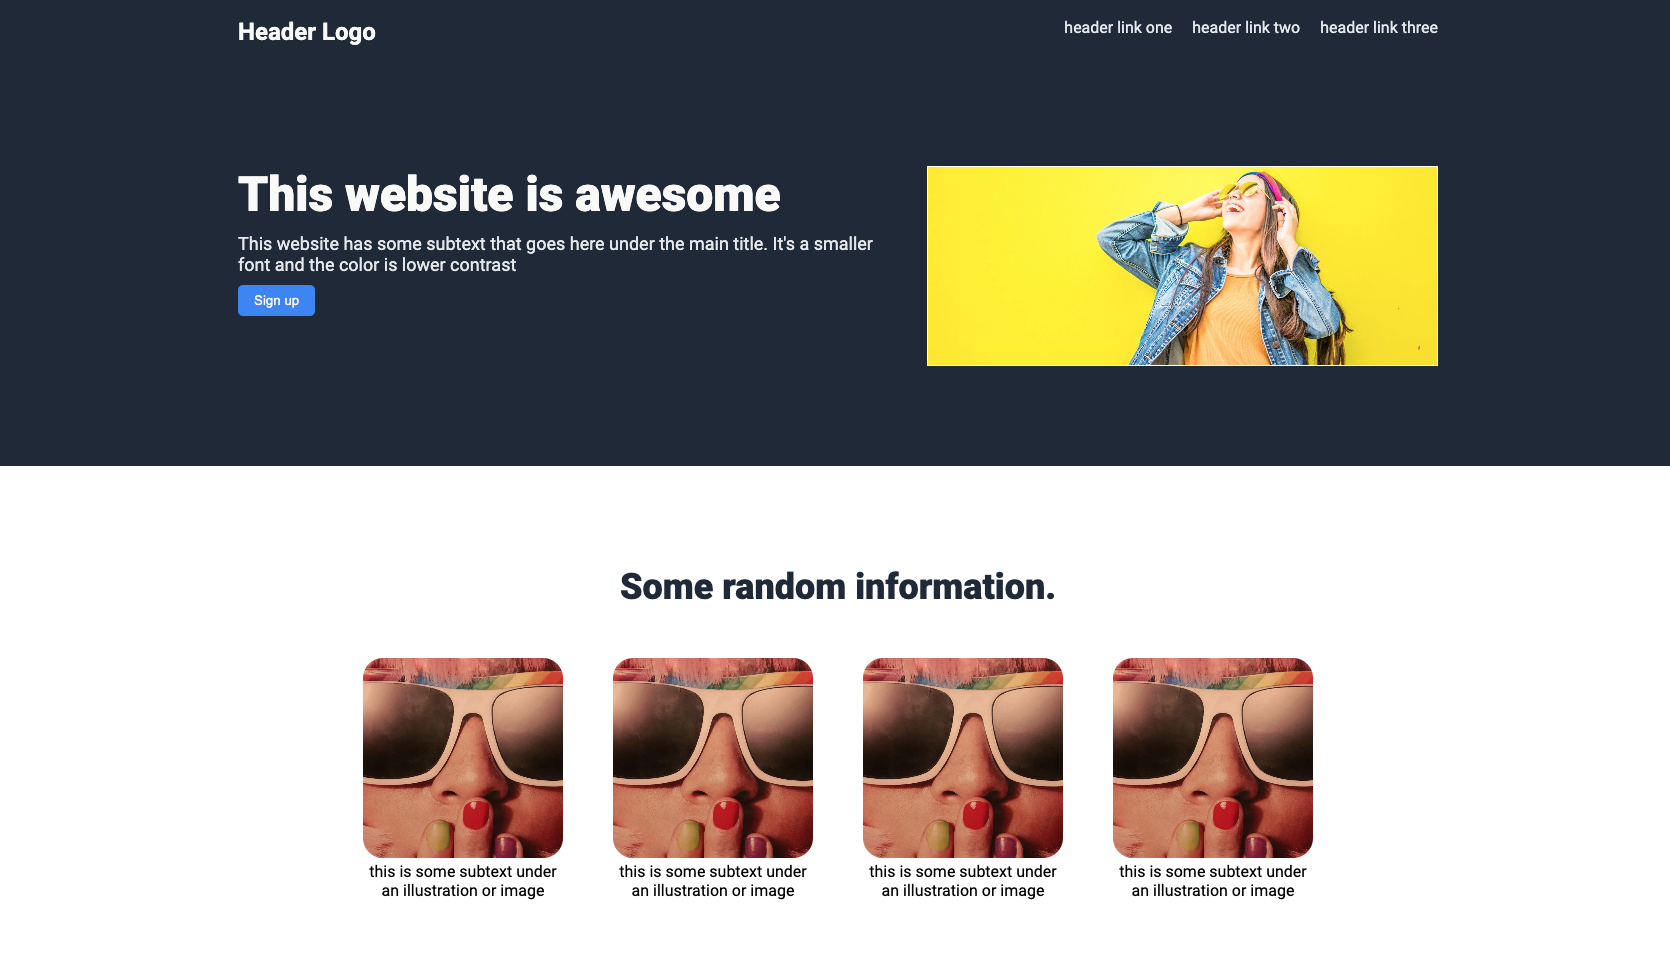 Header Logo
header link one
header link two
header link three
This website is awesome
This website has some subtext that goes here under the main title. It's a smaller
font and the color is lower contrast
Sign up
Some random information.
this is some subtext under
an illustration or image
this is some subtext under
an illustration or image
this is some subtext under
an illustration or image
this is some subtext under
an illustration or image